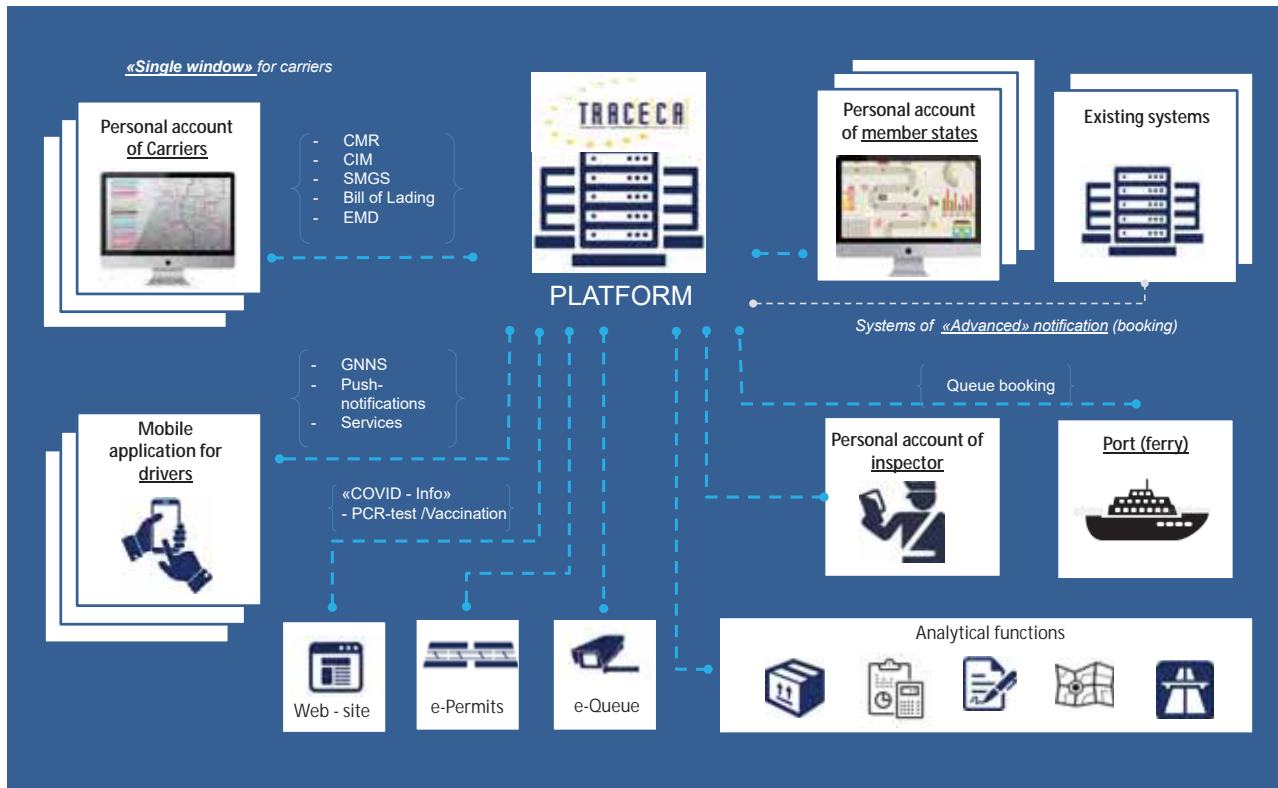 «Single window» for carriers
Personal account
of Carriers
- CMR
- CIM
- SMGS
- Bill of Lading
- EMD
TRACECA
PLATFORM
Personal account
of member states
Existing systems
Systems of «Advanced» notification (booking)
- GNNS
- Push-
notifications
- Services
Mobile
application for
drivers
«COVID - Info»
- PCR-test /Vaccination
Queue booking
Personal account of
inspector
Port (ferry)
Web - site
e-Permits
e-Queue
Analytical functions